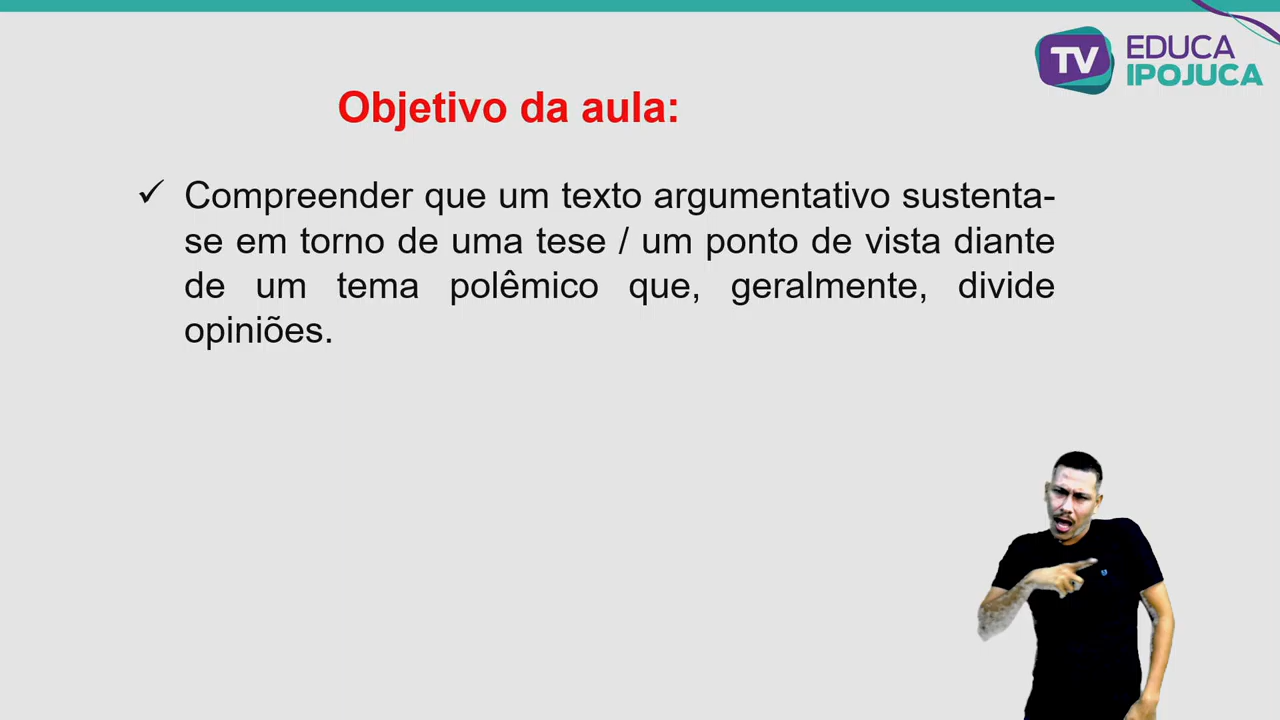 TV EDUCA
IPOJUCA
Objetivo da aula:
✓ Compreender que um texto argumentativo sustenta-
se em torno de uma tese / um ponto de vista diante
de um tema polêmico que, geralmente, divide
opiniões.